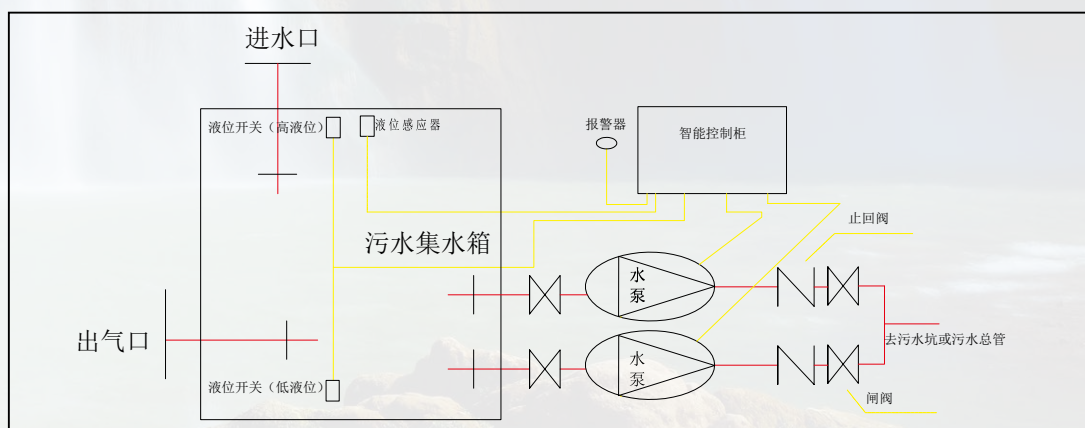 进水口
液位开关（高液位）
液位感应器
报警器
智能控制柜
止回阀
污水集水箱
水
泵
出气口
去污水坑或污水总管
水
泵
液位开关（低液位）
闸阀